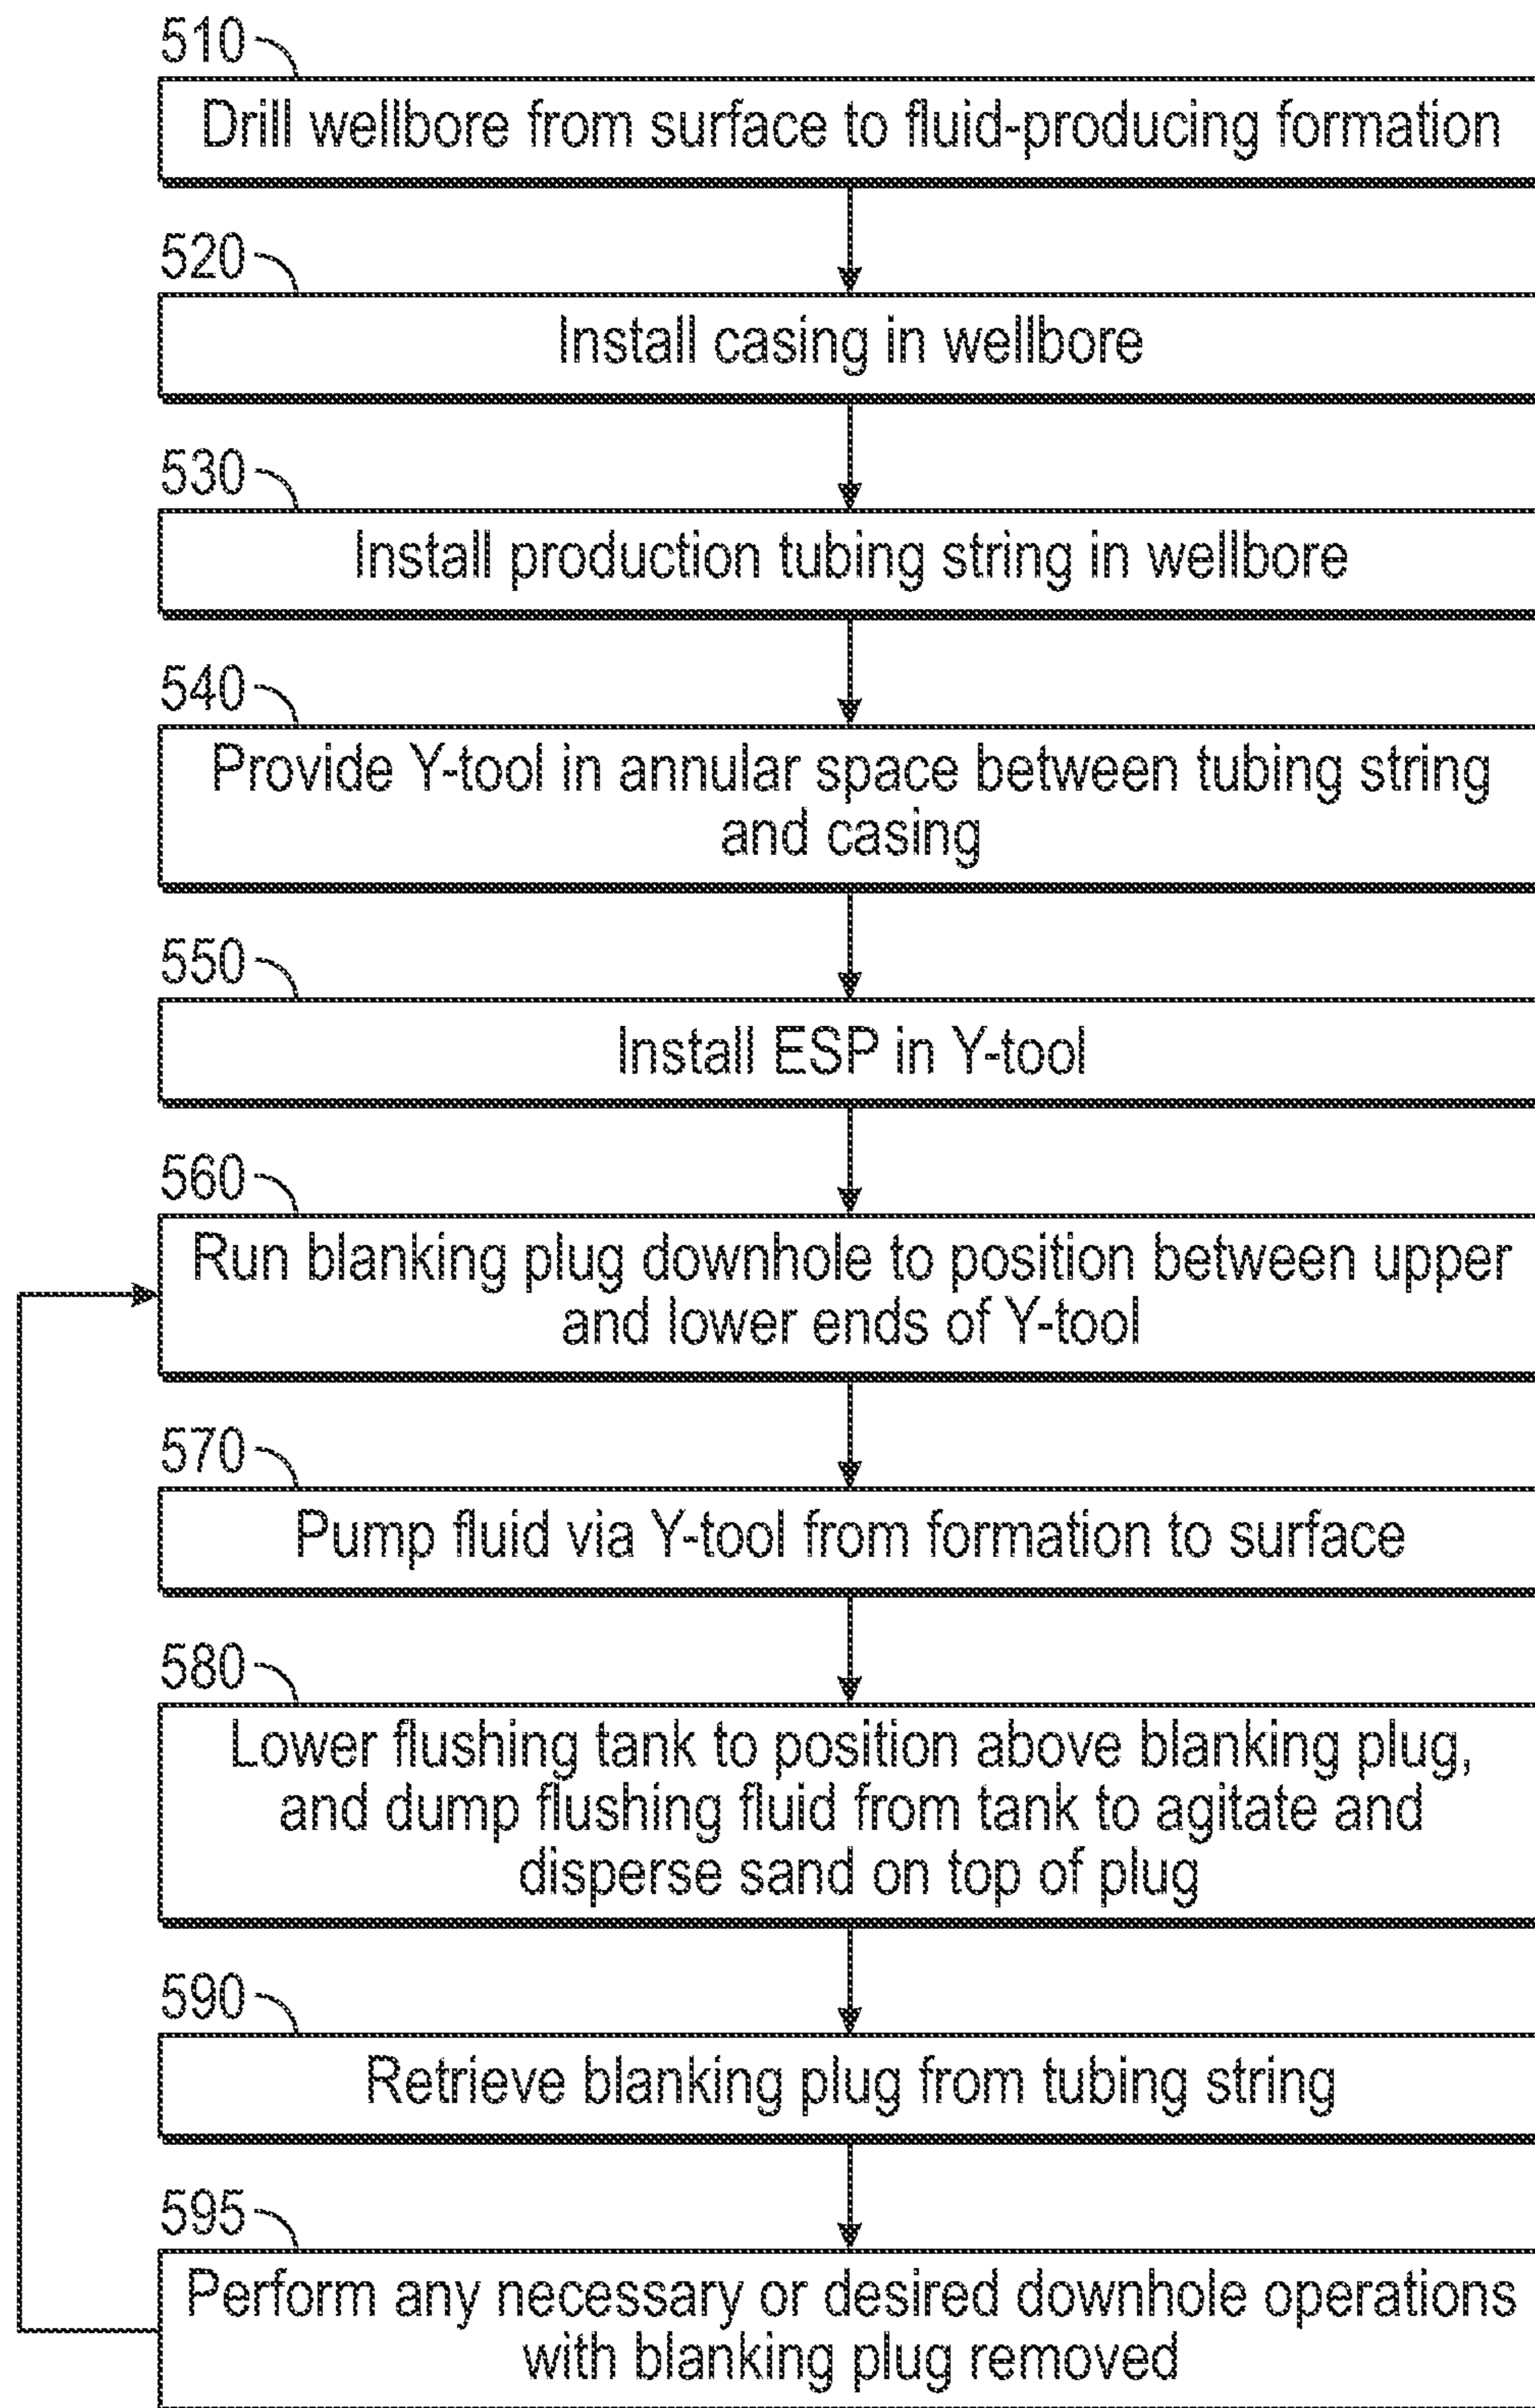 510
Drill wellbore from surface to fluid-producing formation
520
Install casing in wellbore
530
Install production tubing string in wellbore
540
Provide Y-tool in annular space between tubing string
and casing
550
Install ESP in Y-tool
560
Run blanking plug downhole to position between upper
and lower ends of Y-tool
570
Pump fluid via Y-tool from formation to surface
580
Lower flushing tank to position above blanking plug,
and dump flushing fluid from tank to agitate and
disperse sand on top of plug
590
Retrieve blanking plug from tubing string
595
Perform any necessary or desired downhole operations
with blanking plug removed